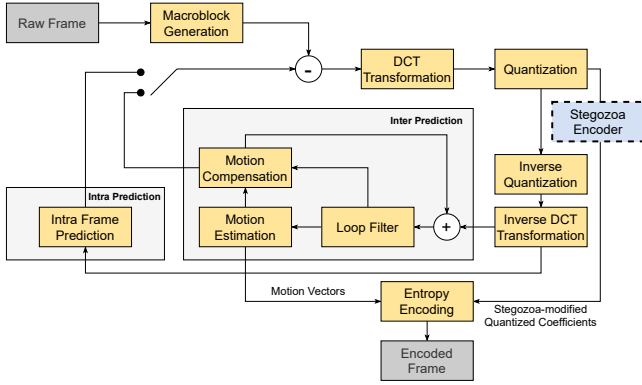 Raw Frame
Macroblock
Generation
-
DCT
Transformation
Quantization
Stegozoa
Encoder
Inter Prediction
Motion
Compensation
Inverse
Quantization
Intra Prediction
Intra Frame
Prediction
Motion
Estimation
Loop Filter
+
Inverse DCT
Transformation
Motion Vectors
Entropy
Encoding
Stegozoa-modified
Quantized Coefficients
Encoded
Frame